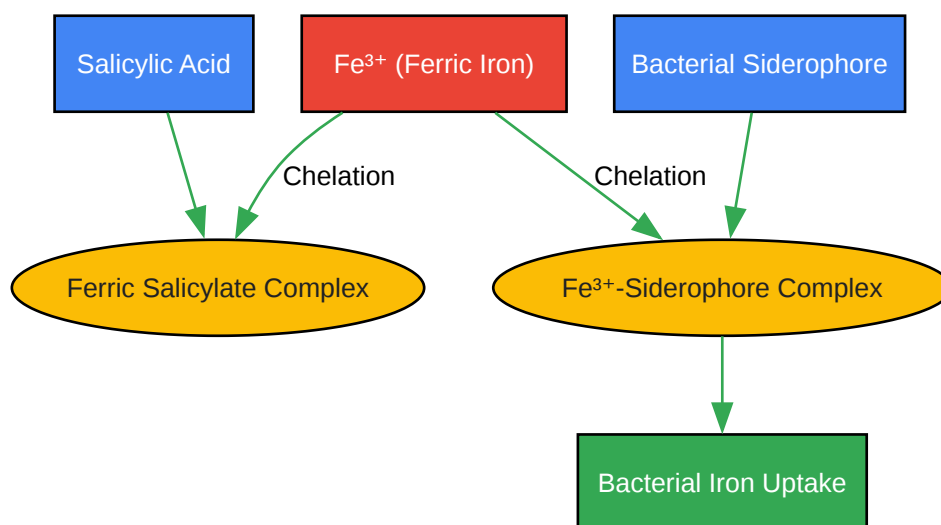 Salicylic Acid
Fe³⁺ (Ferric Iron)
Bacterial Siderophore
Chelation
Chelation
Ferric Salicylate Complex
Fe³⁺-Siderophore Complex
Bacterial Iron Uptake